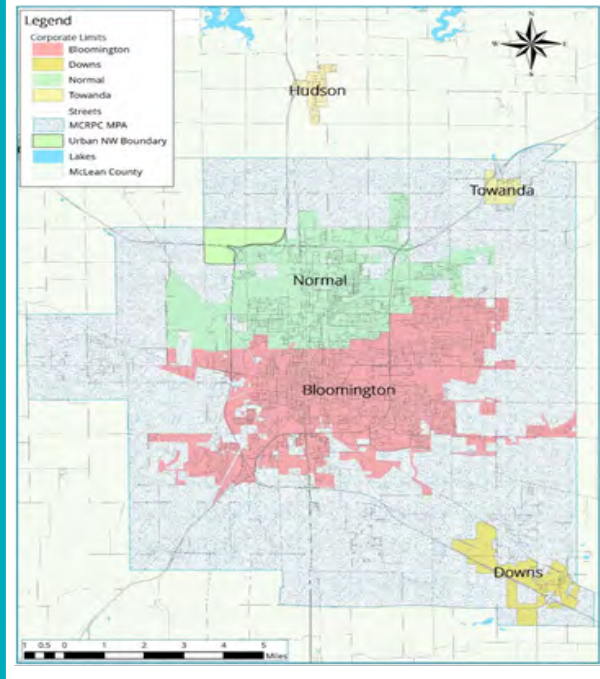 Legend
Corporate Limits
Bloomington
Downs
Normal
Towanda
Streets
MCRPC MPA
Urban NW Boundary
Lakes
McLean County
N
W E
S
Hudson
Towanda
Normal
Bloomington
Downs
1 0.5 0 1 2 3 4 5
Miles